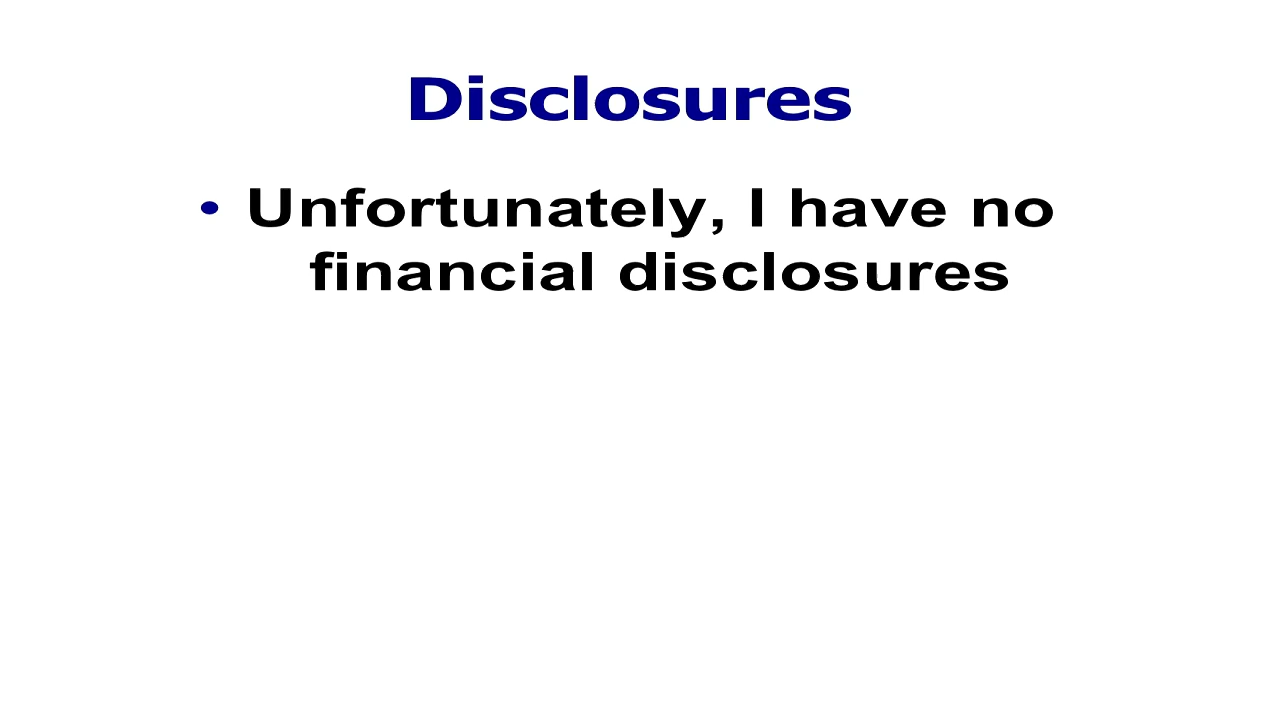 Disclosures
• Unfortunately, I have no
financial disclosures